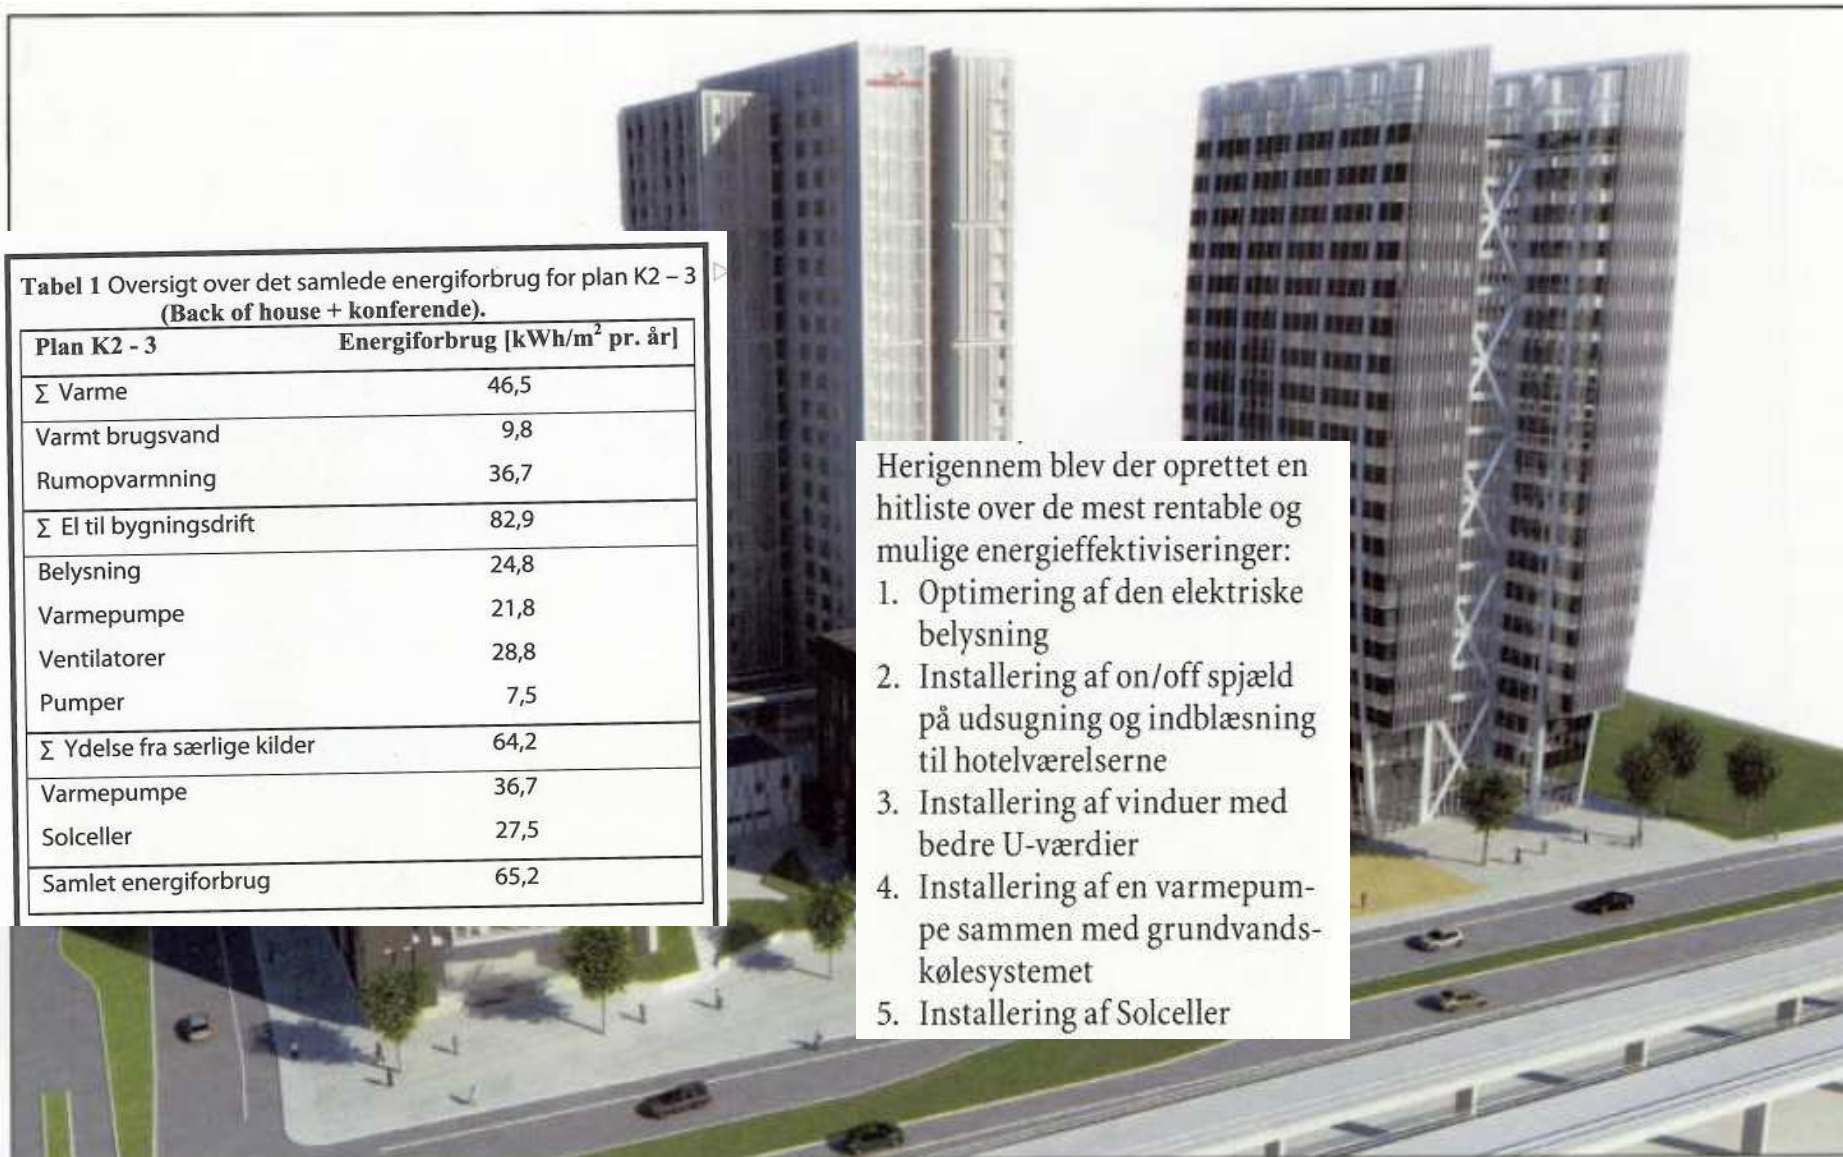 Tabel 1 Oversigt over det samlede energiforbrug for plan K2 – 3
(Back of house + konferende).
Plan K2 - 3 Energiforbrug [kWh/m² pr. år]
Σ Varme 46,5
Varmt brugsvand 9,8
Rumopvarmning 36,7
Σ El til bygningsdrift 82,9
Belysning 24,8
Varmepumpe 21,8
Ventilatorer 28,8
Pumper 7,5
Σ Ydelse fra særlige kilder 64,2
Varmepumpe 36,7
Solceller 27,5
Samlet energiforbrug 65,2
Herigennem blev der oprettet en
hitliste over de mest rentable og
mulige energieffektiviseringer:
1. Optimering af den elektriske
belysning
2. Installering af on/off spjæld
på udsugning og indblæsning
til hotelværelserne
3. Installering af vinduer med
bedre U-værdier
4. Installering af en varmepum-
pe sammen med grundvands-
kølesystemet
5. Installering af Solceller